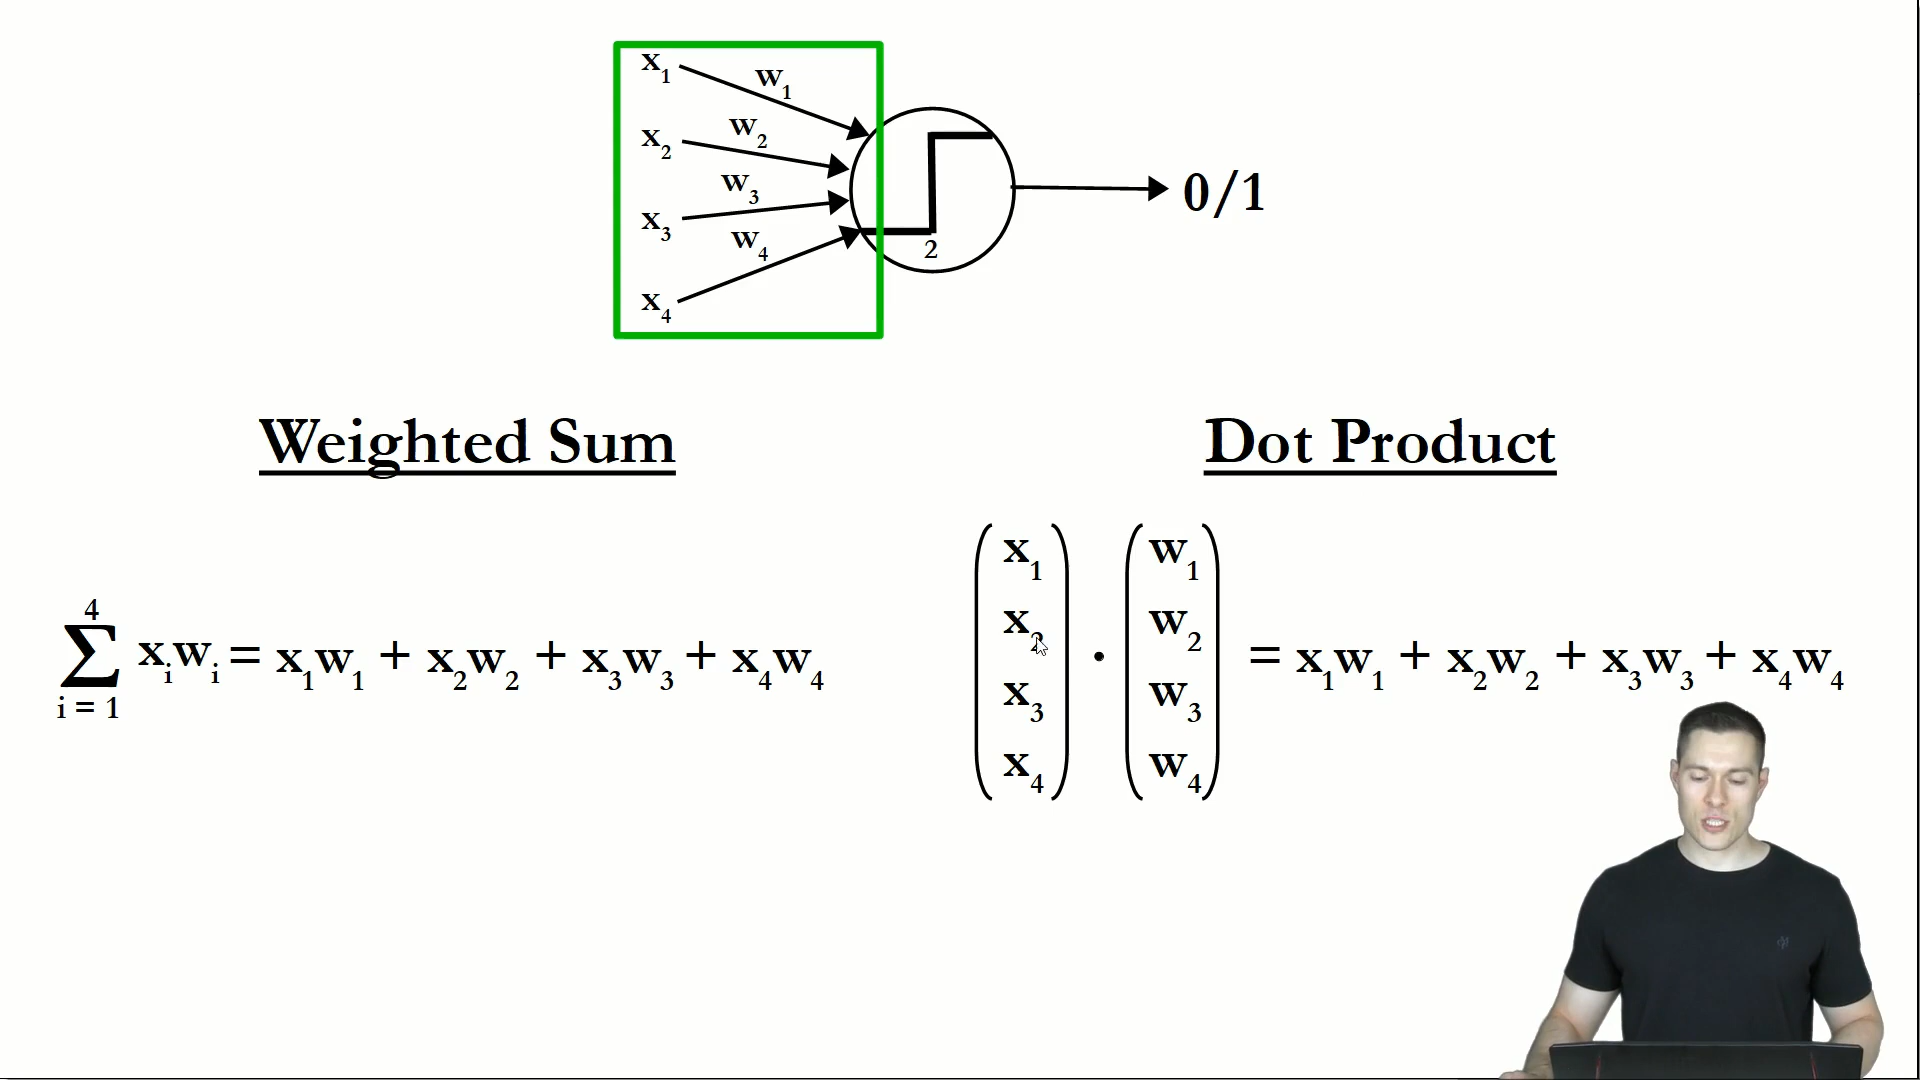 x₁ w₁
x₂ w₂
x₃ w₃
x₄ w₄
2
0/1
Weighted Sum
4
Σ xᵢwᵢ = x₁w₁ + x₂w₂ + x₃w₃ + x₄w₄
i = 1
Dot Product
x₁ w₁
x₂ w₂
x₃ w₃
x₄ w₄
· = x₁w₁ + x₂w₂ + x₃w₃ + x₄w₄